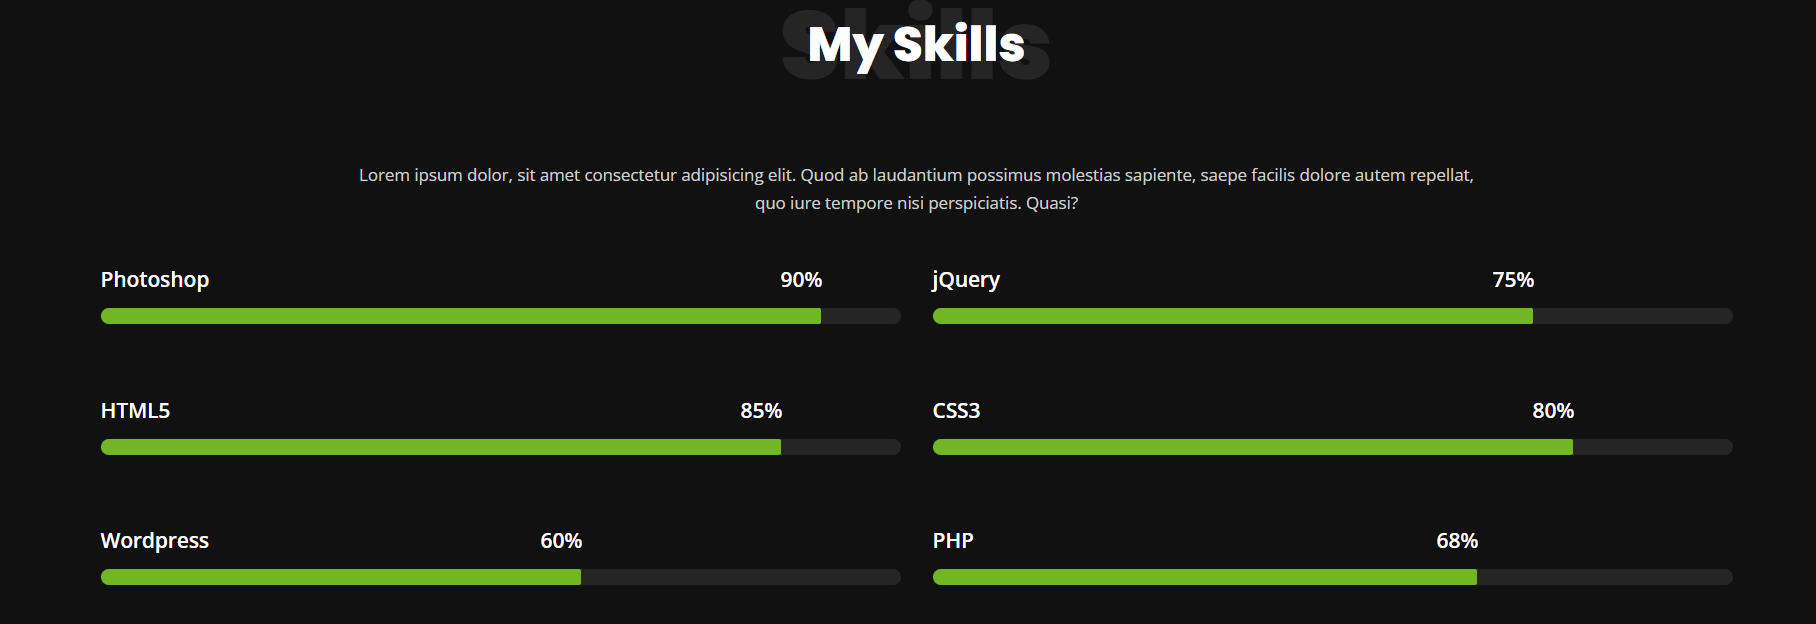 Skills
My Skills
Lorem ipsum dolor, sit amet consectetur adipisicing elit. Quod ab laudantium possimus molestias sapiente, saepe facilis dolore autem repellat,
quo iure tempore nisi perspiciatis. Quasi?
Photoshop 90%
jQuery 75%
HTML5 85%
CSS3 80%
Wordpress 60%
PHP 68%